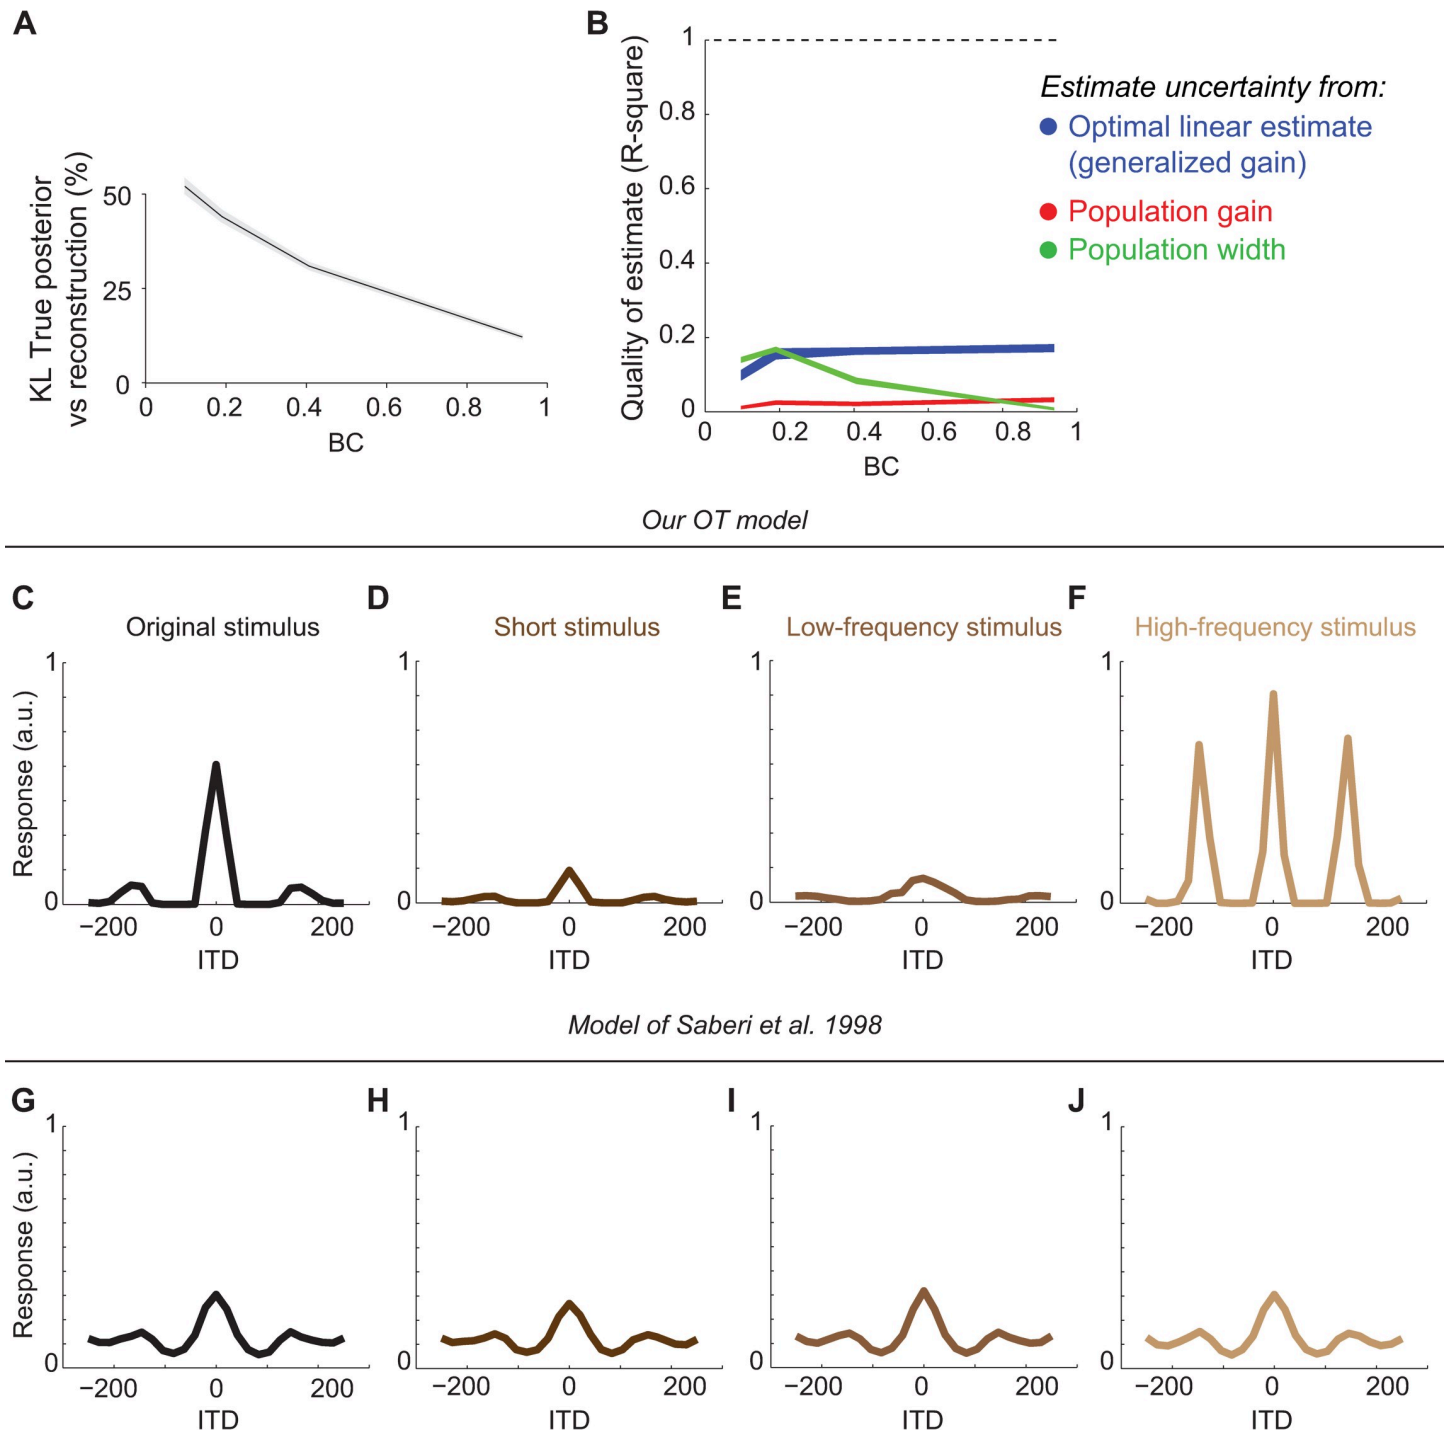 A
KL True posterior
vs reconstruction (%)
50
25
0
0 0.2 0.4 0.6 0.8 1
BC
B
Quality of estimate (R-square)
1
0.8
0.6
0.4
0.2
0
0 0.2 0.4 0.6 0.8 1
BC
Estimate uncertainty from:
Optimal linear estimate
(generalized gain)
Population gain
Population width
Our OT model
C
Original stimulus
Response (a.u.)
1
0
−200 0 200
ITD
D
Short stimulus
1
0
−200 0 200
ITD
E
Low-frequency stimulus
1
0
−200 0 200
ITD
F
High-frequency stimulus
1
0
−200 0 200
ITD
Model of Saberi et al. 1998
G
Response (a.u.)
1
0
−200 0 200
ITD
H
1
0
−200 0 200
ITD
I
1
0
−200 0 200
ITD
J
1
0
−200 0 200
ITD